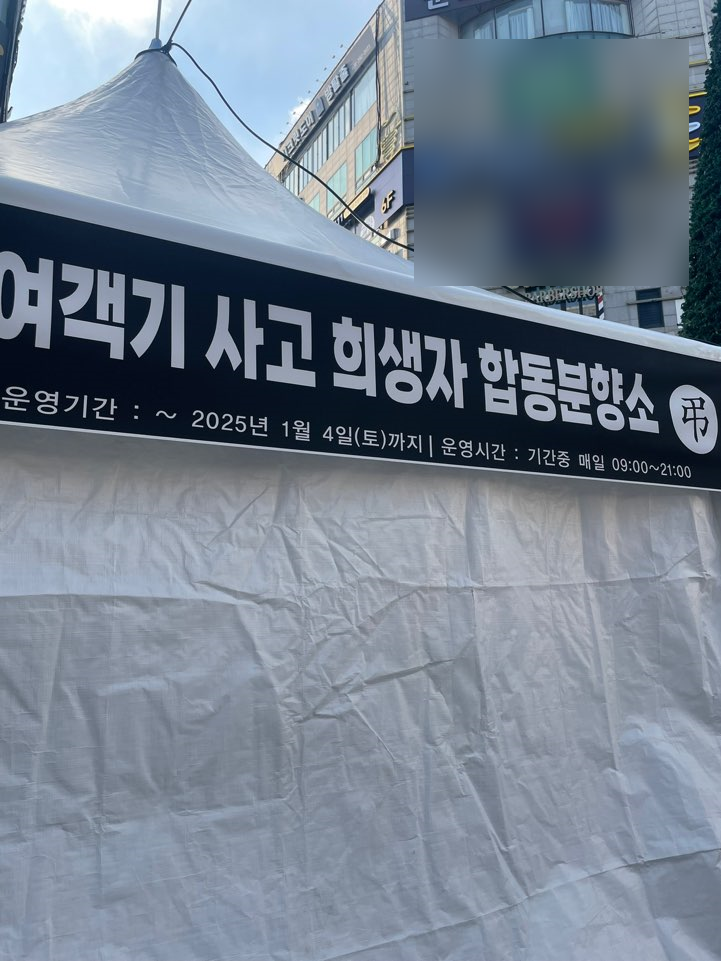 6F
BARBERSHOP
여객기 사고 희생자 합동분향소 弔
운영기간 : ~ 2025년 1월 4일(토)까지 | 운영시간 : 기간중 매일 09:00~21:00